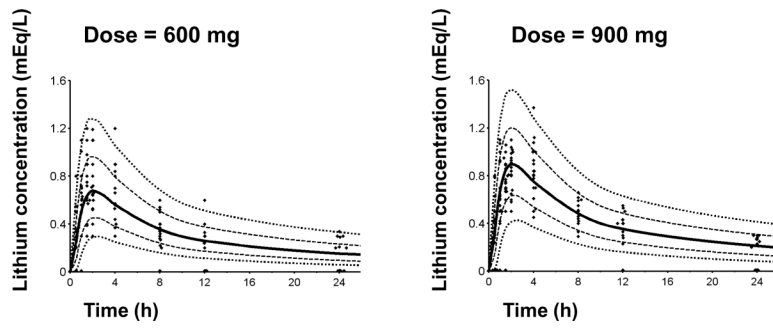 Dose = 600 mg
Lithium concentration (mEq/L)
1.6
1.2
0.8
0.4
0
0 4 8 12 16 20 24
Time (h)
Dose = 900 mg
Lithium concentration (mEq/L)
1.6
1.2
0.8
0.4
0
0 4 8 12 16 20 24
Time (h)